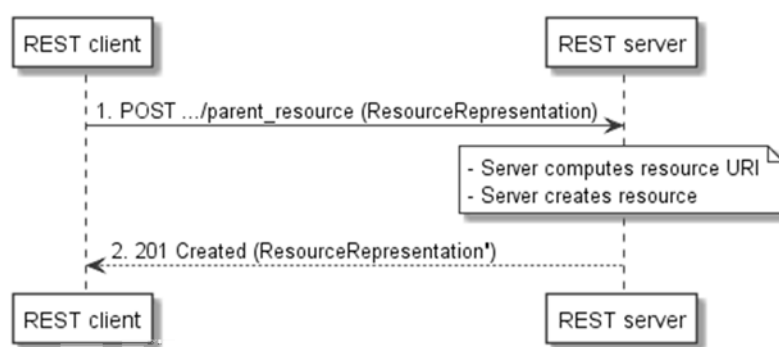 REST client
REST server
1. POST .../parent_resource (ResourceRepresentation)
- Server computes resource URI
- Server creates resource
2. 201 Created (ResourceRepresentation')
REST client
REST server